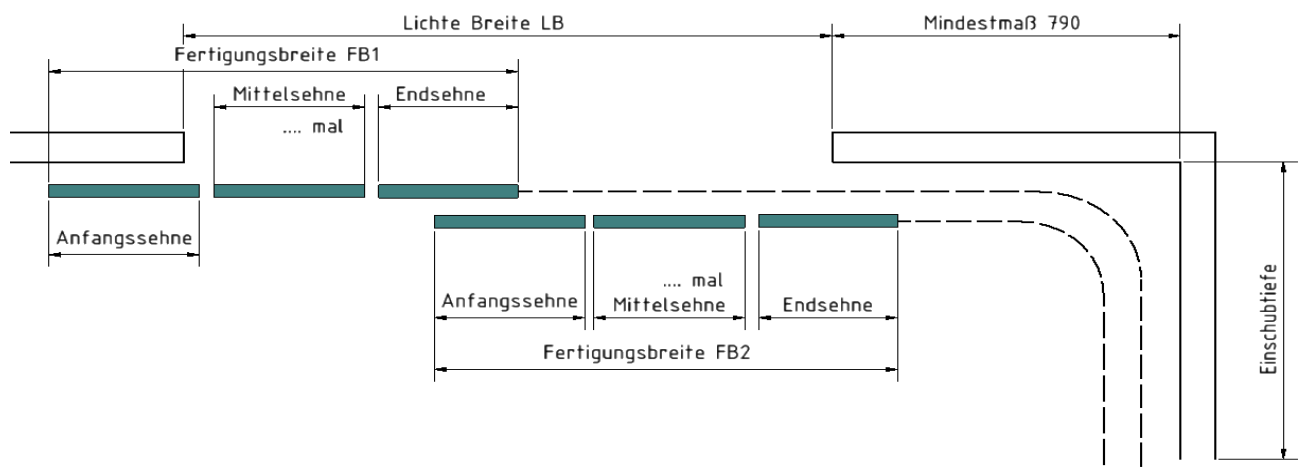 Lichte Breite LB
Mindestmaß 790
Fertigungsbreite FB1
Mittelsehne
Endsehne
.... mal
Anfangssehne
.... mal
Anfangssehne
Mittelsehne
Endsehne
Fertigungsbreite FB2
Einschubtiefe